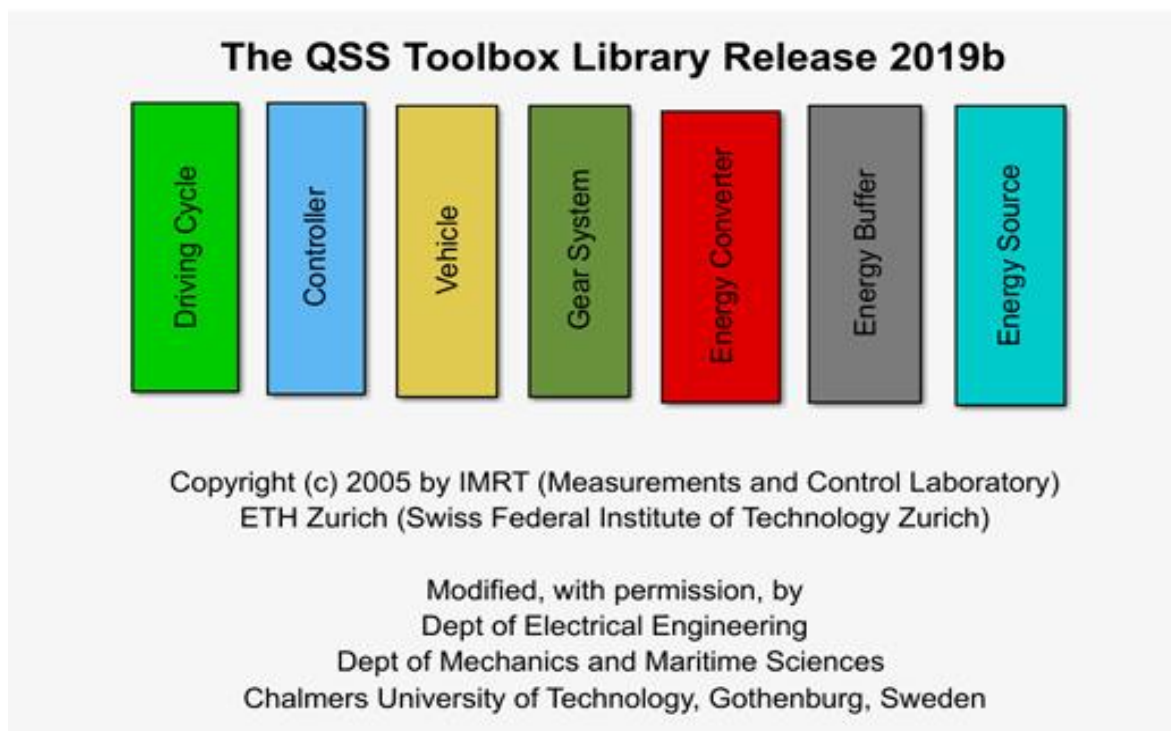 The QSS Toolbox Library Release 2019b
Driving Cycle
Controller
Vehicle
Gear System
Energy Converter
Energy Buffer
Energy Source
Copyright (c) 2005 by IMRT (Measurements and Control Laboratory)
ETH Zurich (Swiss Federal Institute of Technology Zurich)
Modified, with permission, by
Dept of Electrical Engineering
Dept of Mechanics and Maritime Sciences
Chalmers University of Technology, Gothenburg, Sweden